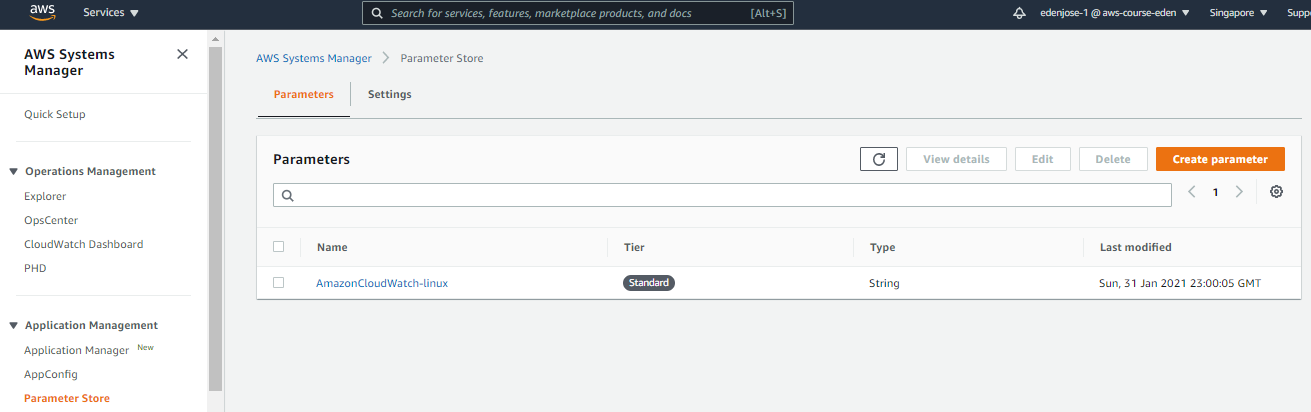 aws
Services ▼
Search for services, features, marketplace products, and docs [Alt+S]
edenjose-1 @ aws-course-eden ▼
Singapore ▼
Supp
AWS Systems
Manager
Quick Setup
Operations Management
Explorer
OpsCenter
CloudWatch Dashboard
PHD
Application Management
Application Manager New
AppConfig
Parameter Store
AWS Systems Manager > Parameter Store
Parameters Settings
Parameters
View details Edit Delete Create parameter
1
Name Tier Type Last modified
AmazonCloudWatch-linux Standard String Sun, 31 Jan 2021 23:00:05 GMT